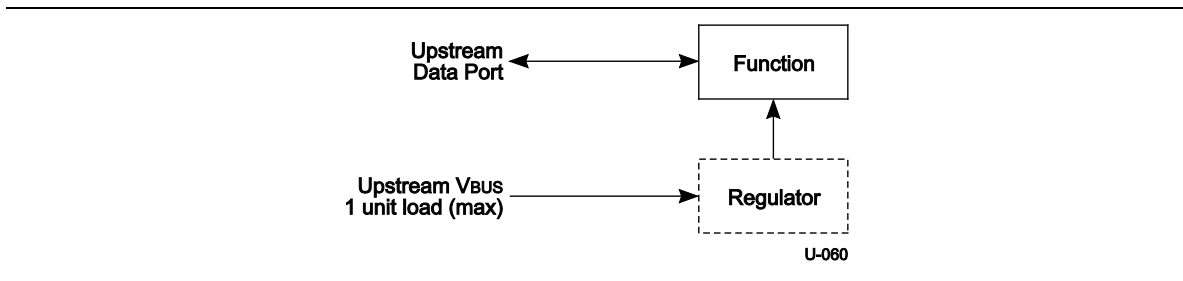 Upstream
Data Port
Function
Upstream VBUS
1 unit load (max)
Regulator
U-060